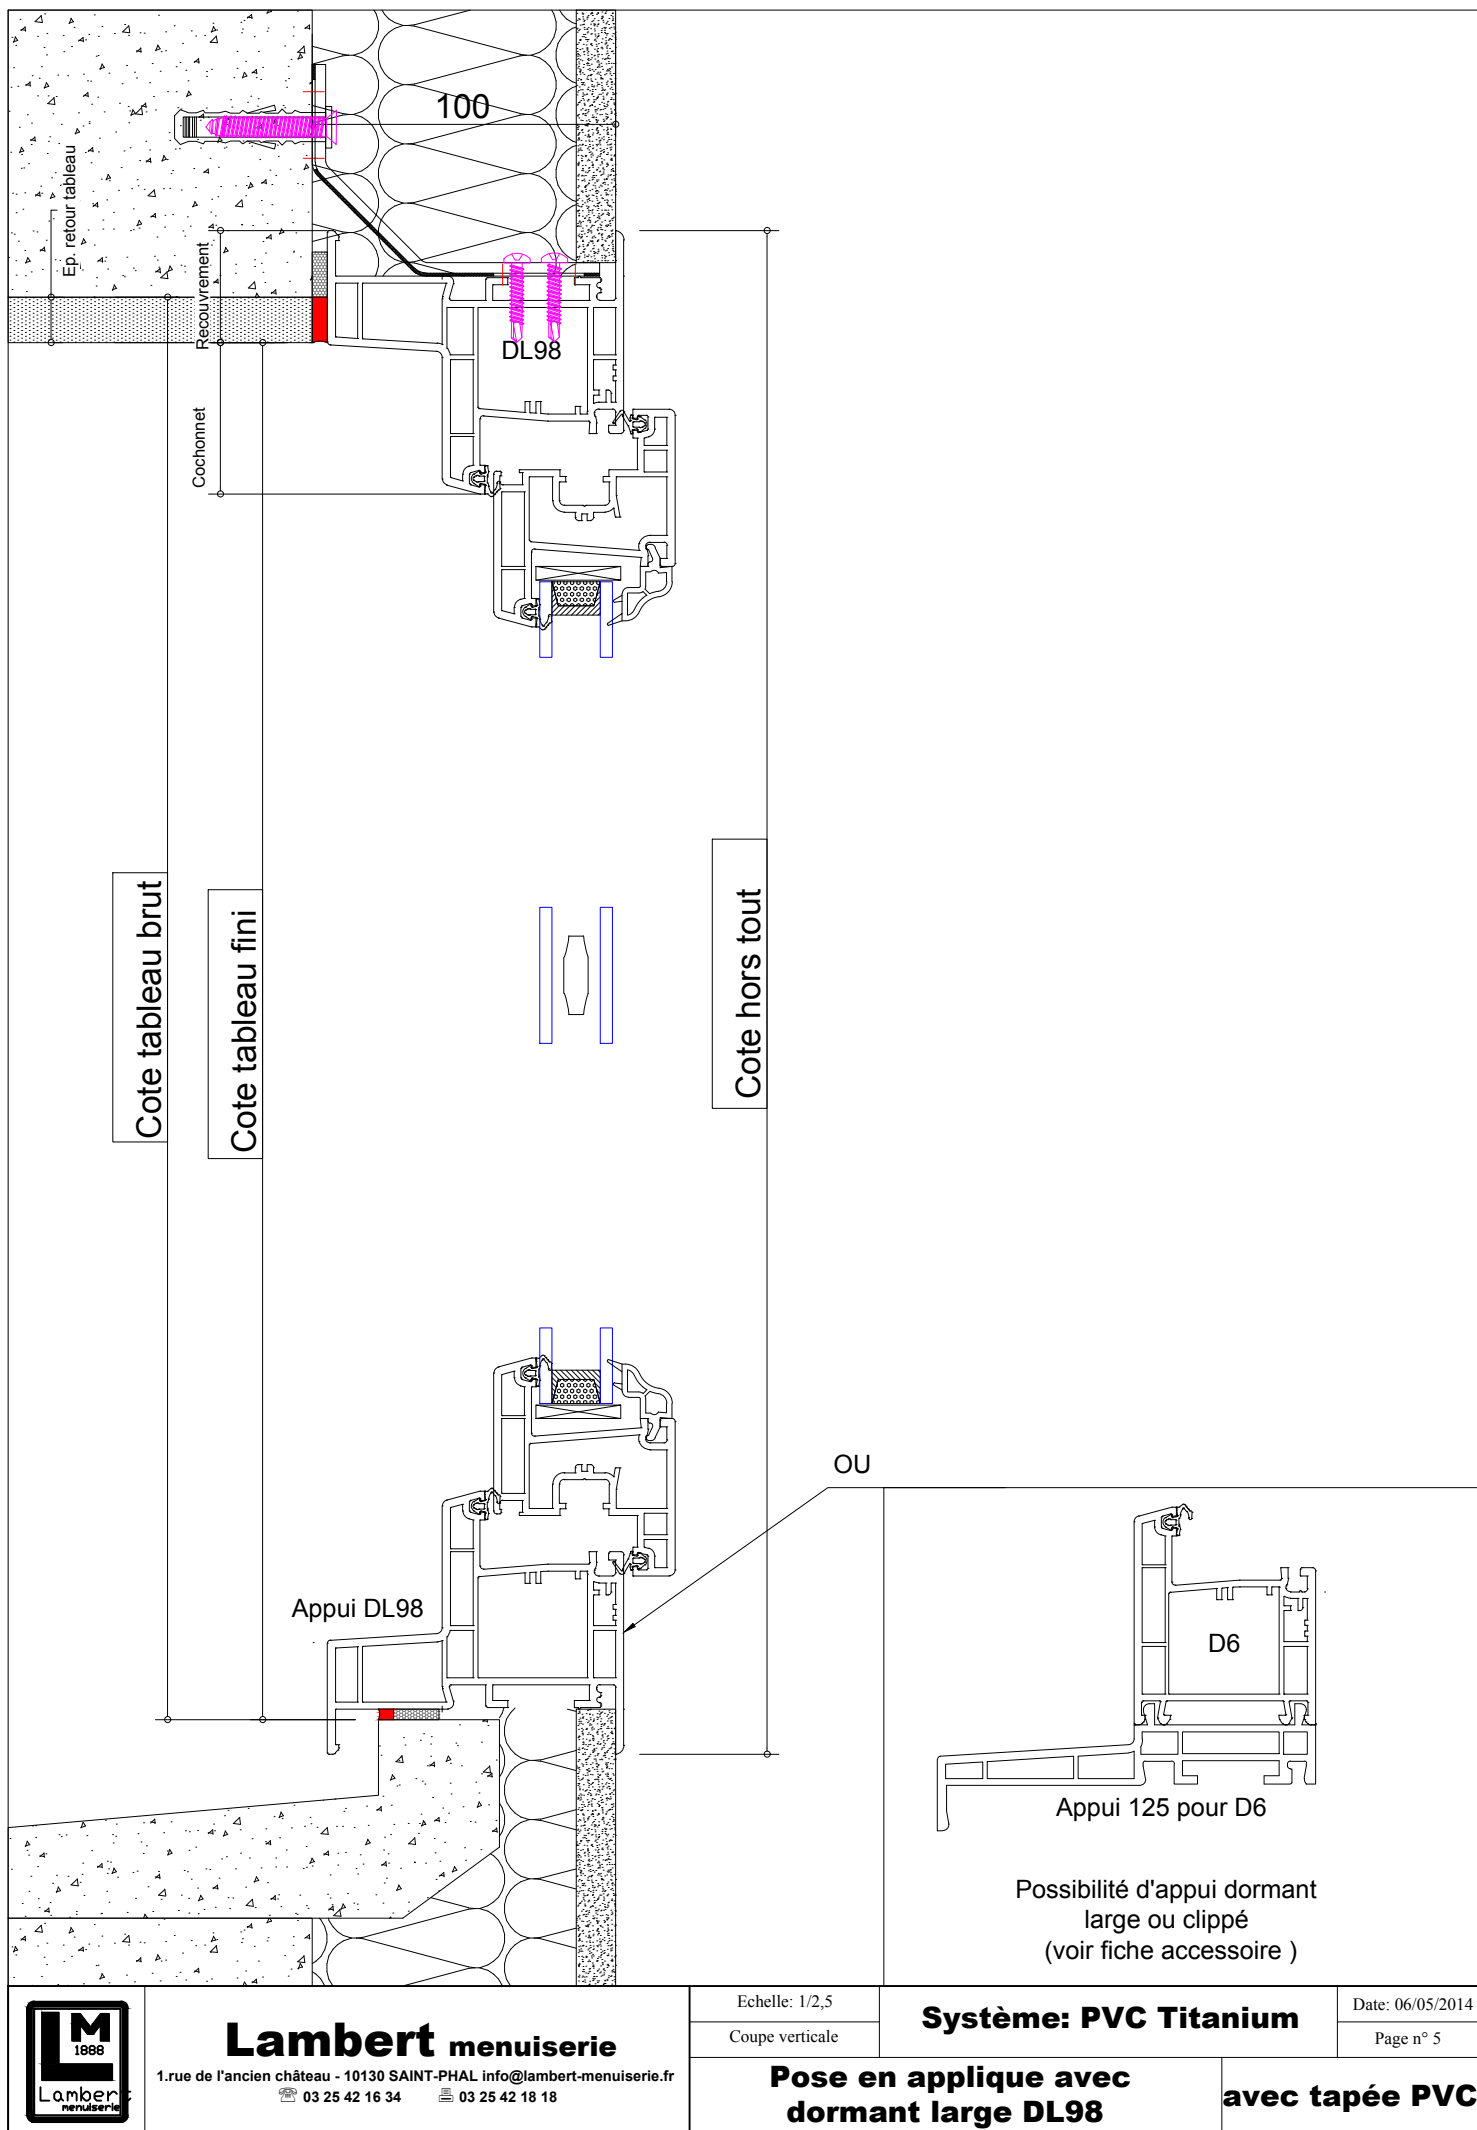 100
Ep. retour tableau
Recouvrement
DL98
Cochonnet
Cote tableau brut
Cote tableau fini
Cote hors tout
OU
Appui DL98
D6
Appui 125 pour D6
Possibilité d'appui dormant
large ou clippé
(voir fiche accessoire )
LM
1888
Lambert
menuiserie
Lambert menuiserie
1.rue de l'ancien château - 10130 SAINT-PHAL info@lambert-menuiserie.fr
03 25 42 16 34 03 25 42 18 18
Echelle: 1/2,5
Coupe verticale
Système: PVC Titanium
Date: 06/05/2014
Page n° 5
Pose en applique avec
dormant large DL98
avec tapée PVC